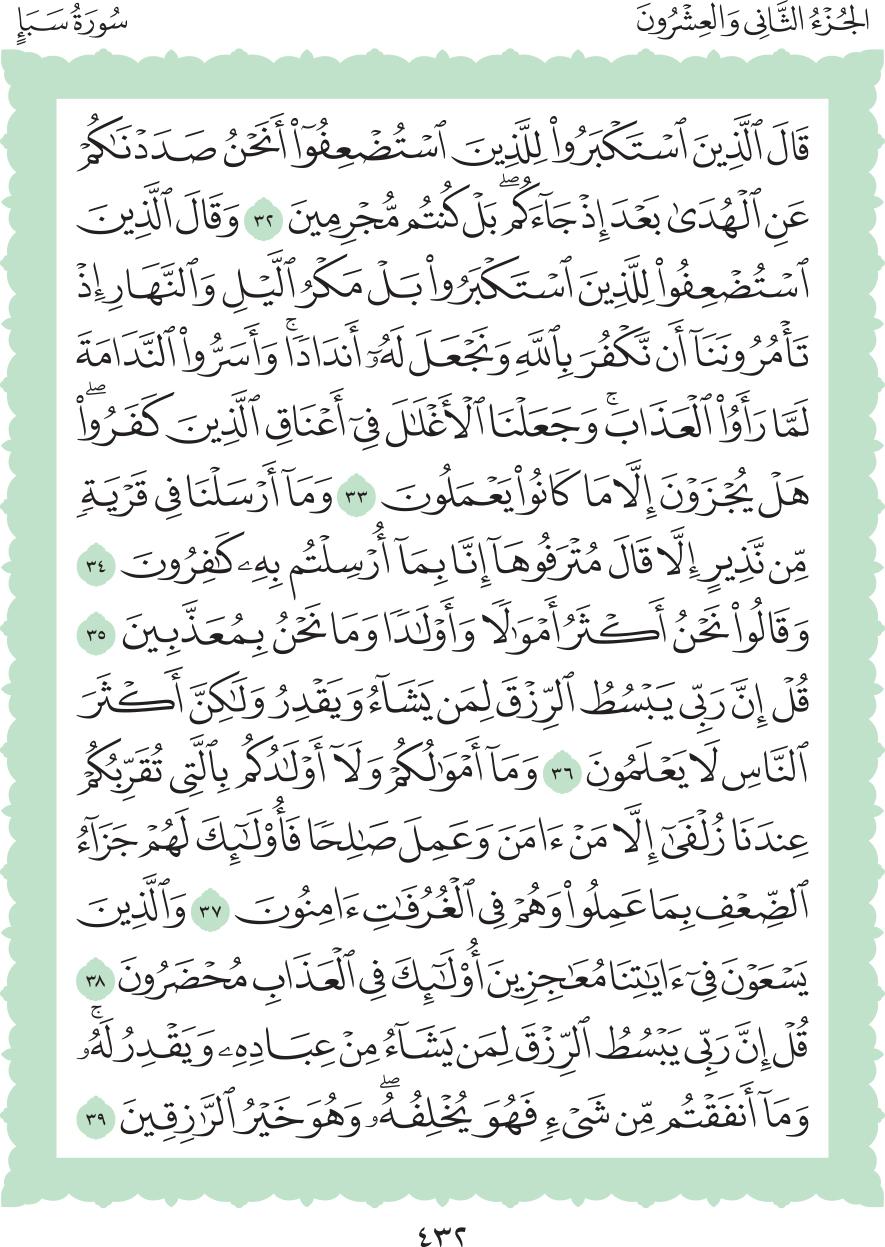 الجُزْءُ الثَّانِي وَالعِشْرُونَ
سُورَةُ سَبَإٍ
قَالَ ٱلَّذِينَ ٱسْتَكْبَرُوا۟ لِلَّذِينَ ٱسْتُضْعِفُوٓا۟ أَنَحْنُ صَدَدْنَـٰكُمْ
عَنِ ٱلْهُدَىٰ بَعْدَ إِذْ جَآءَكُمۖ بَلْ كُنتُم مُّجْرِمِينَ ٣٢ وَقَالَ ٱلَّذِينَ
ٱسْتُضْعِفُوا۟ لِلَّذِينَ ٱسْتَكْبَرُوا۟ بَلْ مَكْرُ ٱلَّيْلِ وَٱلنَّهَارِ إِذْ
تَأْمُرُونَنَآ أَن نَّكْفُرَ بِٱللَّهِ وَنَجْعَلَ لَهُۥٓ أَندَادًاۚ وَأَسَرُّوا۟ ٱلنَّدَامَةَ
لَمَّا رَأَوُا۟ ٱلْعَذَابَۚ وَجَعَلْنَا ٱلْأَغْلَـٰلَ فِىٓ أَعْنَاقِ ٱلَّذِينَ كَفَرُوا۟ۖ
هَلْ يُجْزَوْنَ إِلَّا مَا كَانُوا۟ يَعْمَلُونَ ٣٣ وَمَآ أَرْسَلْنَا فِى قَرْيَةٍ
مِّن نَّذِيرٍ إِلَّا قَالَ مُتْرَفُوهَآ إِنَّا بِمَآ أُرْسِلْتُم بِهِۦ كَـٰفِرُونَ ٣٤
وَقَالُوا۟ نَحْنُ أَكْثَرُ أَمْوَٰلًا وَأَوْلَـٰدًا وَمَا نَحْنُ بِمُعَذَّبِينَ ٣٥
قُلْ إِنَّ رَبِّى يَبْسُطُ ٱلرِّزْقَ لِمَن يَشَآءُ وَيَقْدِرُ وَلَـٰكِنَّ أَكْثَرَ
ٱلنَّاسِ لَا يَعْلَمُونَ ٣٦ وَمَآ أَمْوَٰلُكُمْ وَلَآ أَوْلَـٰدُكُم بِٱلَّتِى تُقَرِّبُكُمْ
عِندَنَا زُلْفَىٰٓ إِلَّا مَنْ ءَامَنَ وَعَمِلَ صَـٰلِحًا فَأُو۟لَـٰٓئِكَ لَهُمْ جَزَآءُ
ٱلضِّعْفِ بِمَا عَمِلُوا۟ وَهُمْ فِى ٱلْغُرُفَـٰتِ ءَامِنُونَ ٣٧ وَٱلَّذِينَ
يَسْعَوْنَ فِىٓ ءَايَـٰتِنَا مُعَـٰجِزِينَ أُو۟لَـٰٓئِكَ فِى ٱلْعَذَابِ مُحْضَرُونَ ٣٨
قُلْ إِنَّ رَبِّى يَبْسُطُ ٱلرِّزْقَ لِمَن يَشَآءُ مِنْ عِبَادِهِۦ وَيَقْدِرُ لَهُۥۚ
وَمَآ أَنفَقْتُم مِّن شَىْءٍ فَهُوَ يُخْلِفُهُۥۖ وَهُوَ خَيْرُ ٱلرَّٰزِقِينَ ٣٩
٤٣٢